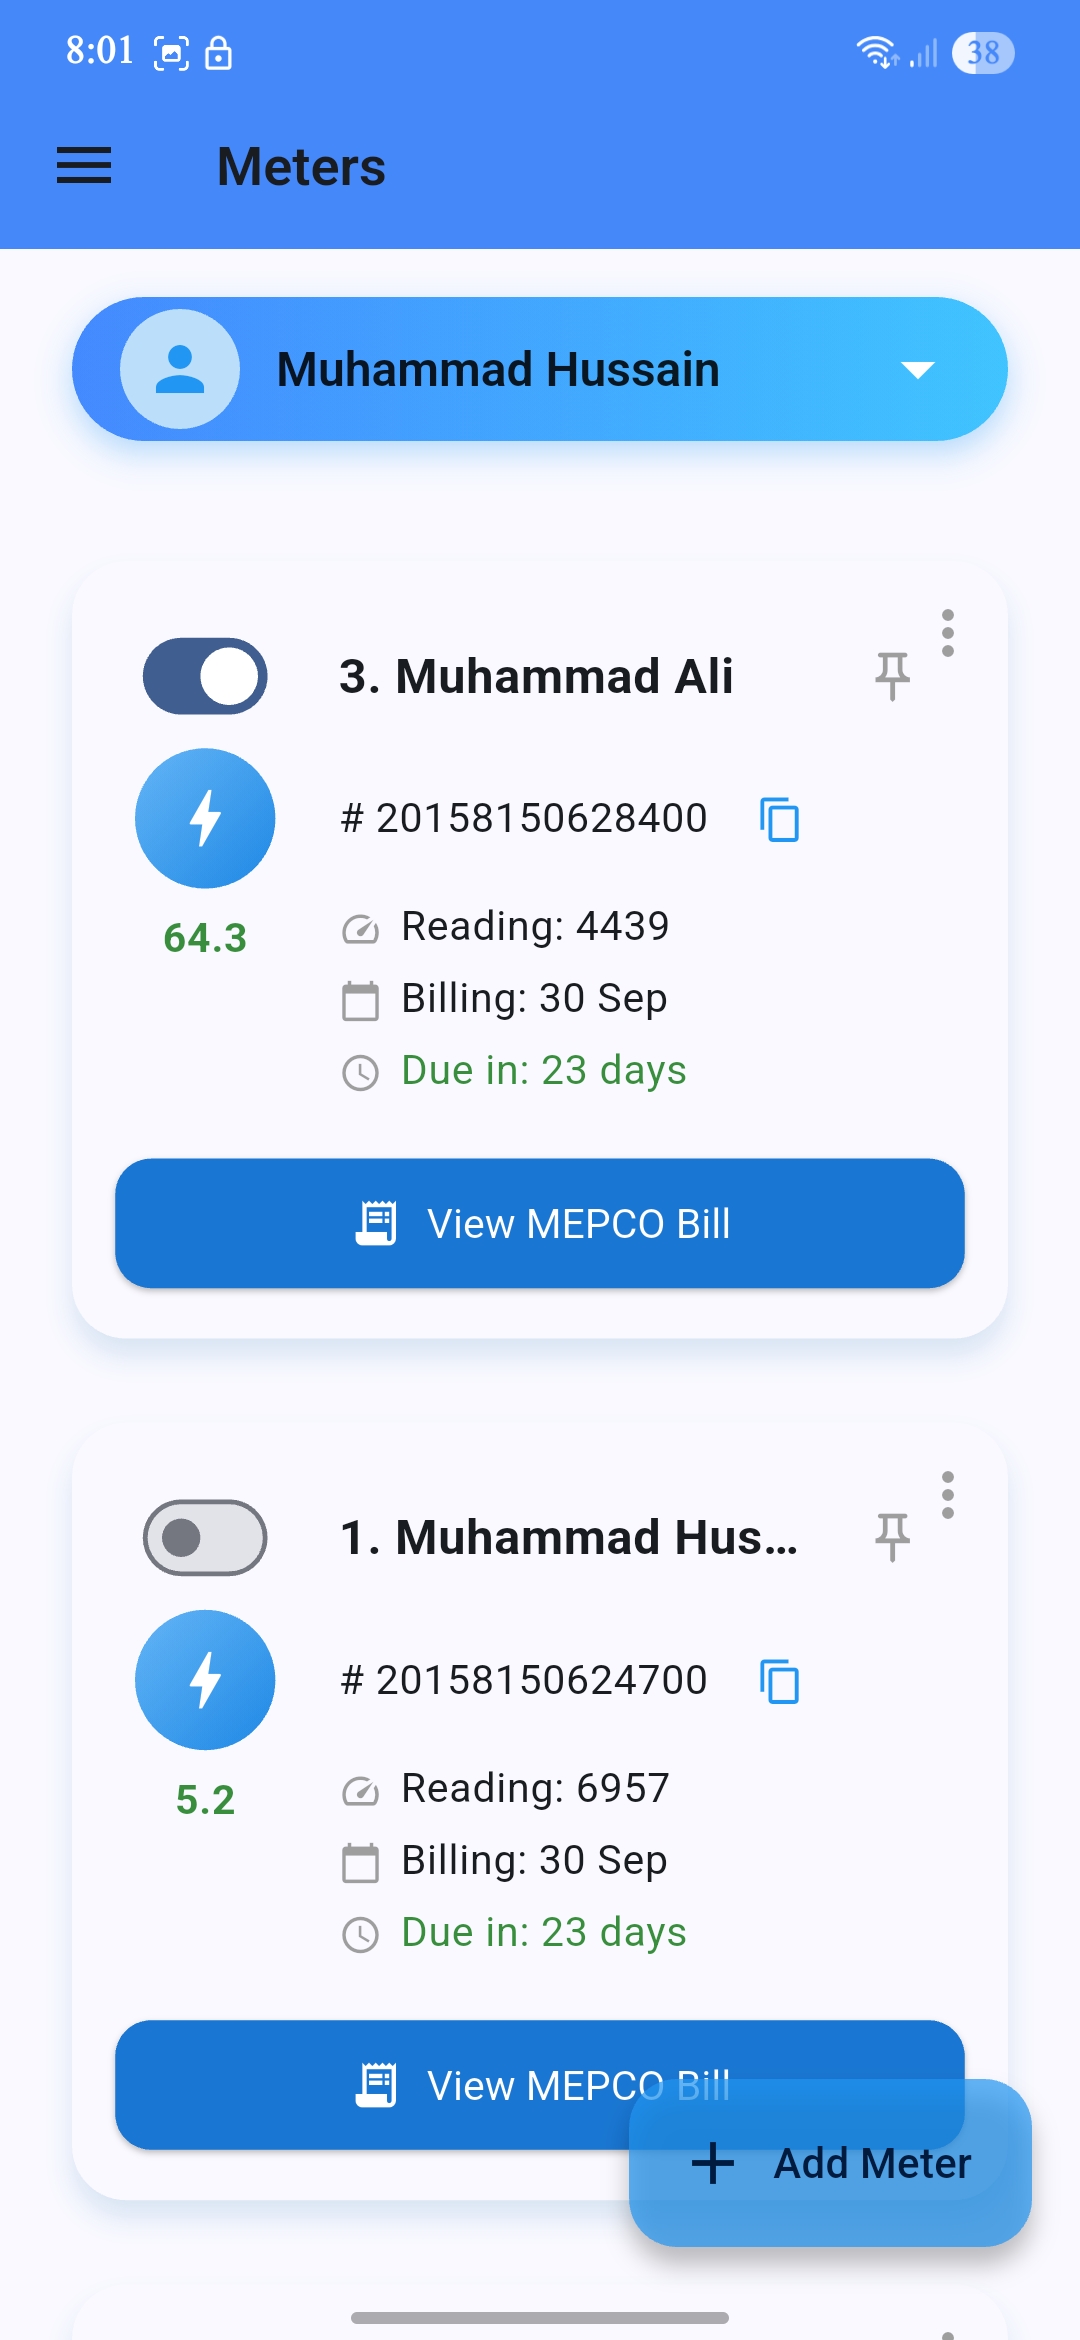 8:01
38
Meters
Muhammad Hussain
3. Muhammad Ali
# 20158150628400
64.3
Reading: 4439
Billing: 30 Sep
Due in: 23 days
View MEPCO Bill
1. Muhammad Hus...
# 20158150624700
5.2
Reading: 6957
Billing: 30 Sep
Due in: 23 days
View MEPCO Bill
Add Meter